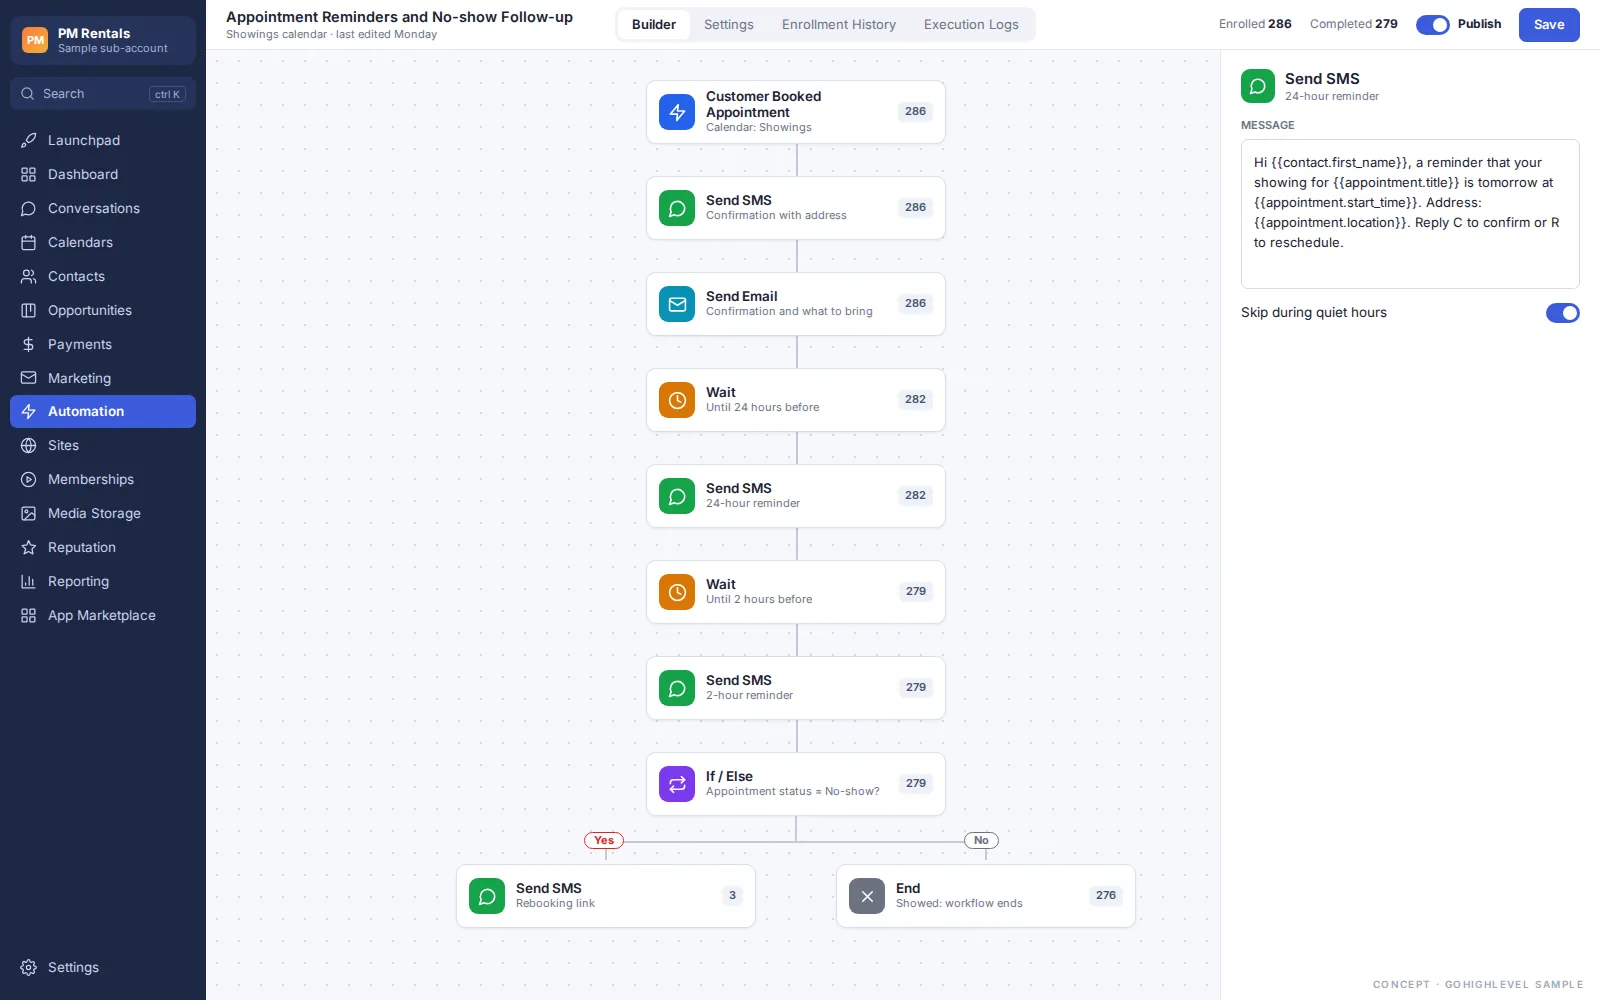 PM
PM Rentals
Sample sub-account
Search
ctrl K
Launchpad
Dashboard
Conversations
Calendars
Contacts
Opportunities
Payments
Marketing
Automation
Sites
Memberships
Media Storage
Reputation
Reporting
App Marketplace
Settings
Appointment Reminders and No-show Follow-up
Showings calendar · last edited Monday
Builder
Settings
Enrollment History
Execution Logs
Enrolled 286
Completed 279
Publish
Save
Customer Booked
Appointment
Calendar: Showings
286
Send SMS
Confirmation with address
286
Send Email
Confirmation and what to bring
286
Wait
Until 24 hours before
282
Send SMS
24-hour reminder
282
Wait
Until 2 hours before
279
Send SMS
2-hour reminder
279
If / Else
Appointment status = No-show?
279
Yes
No
Send SMS
Rebooking link
3
End
Showed: workflow ends
276
Send SMS
24-hour reminder
MESSAGE
Hi {{contact.first_name}}, a reminder that your
showing for {{appointment.title}} is tomorrow at
{{appointment.start_time}}. Address:
{{appointment.location}}. Reply C to confirm or R
to reschedule.
Skip during quiet hours
CONCEPT · GOHIGHLEVEL SAMPLE